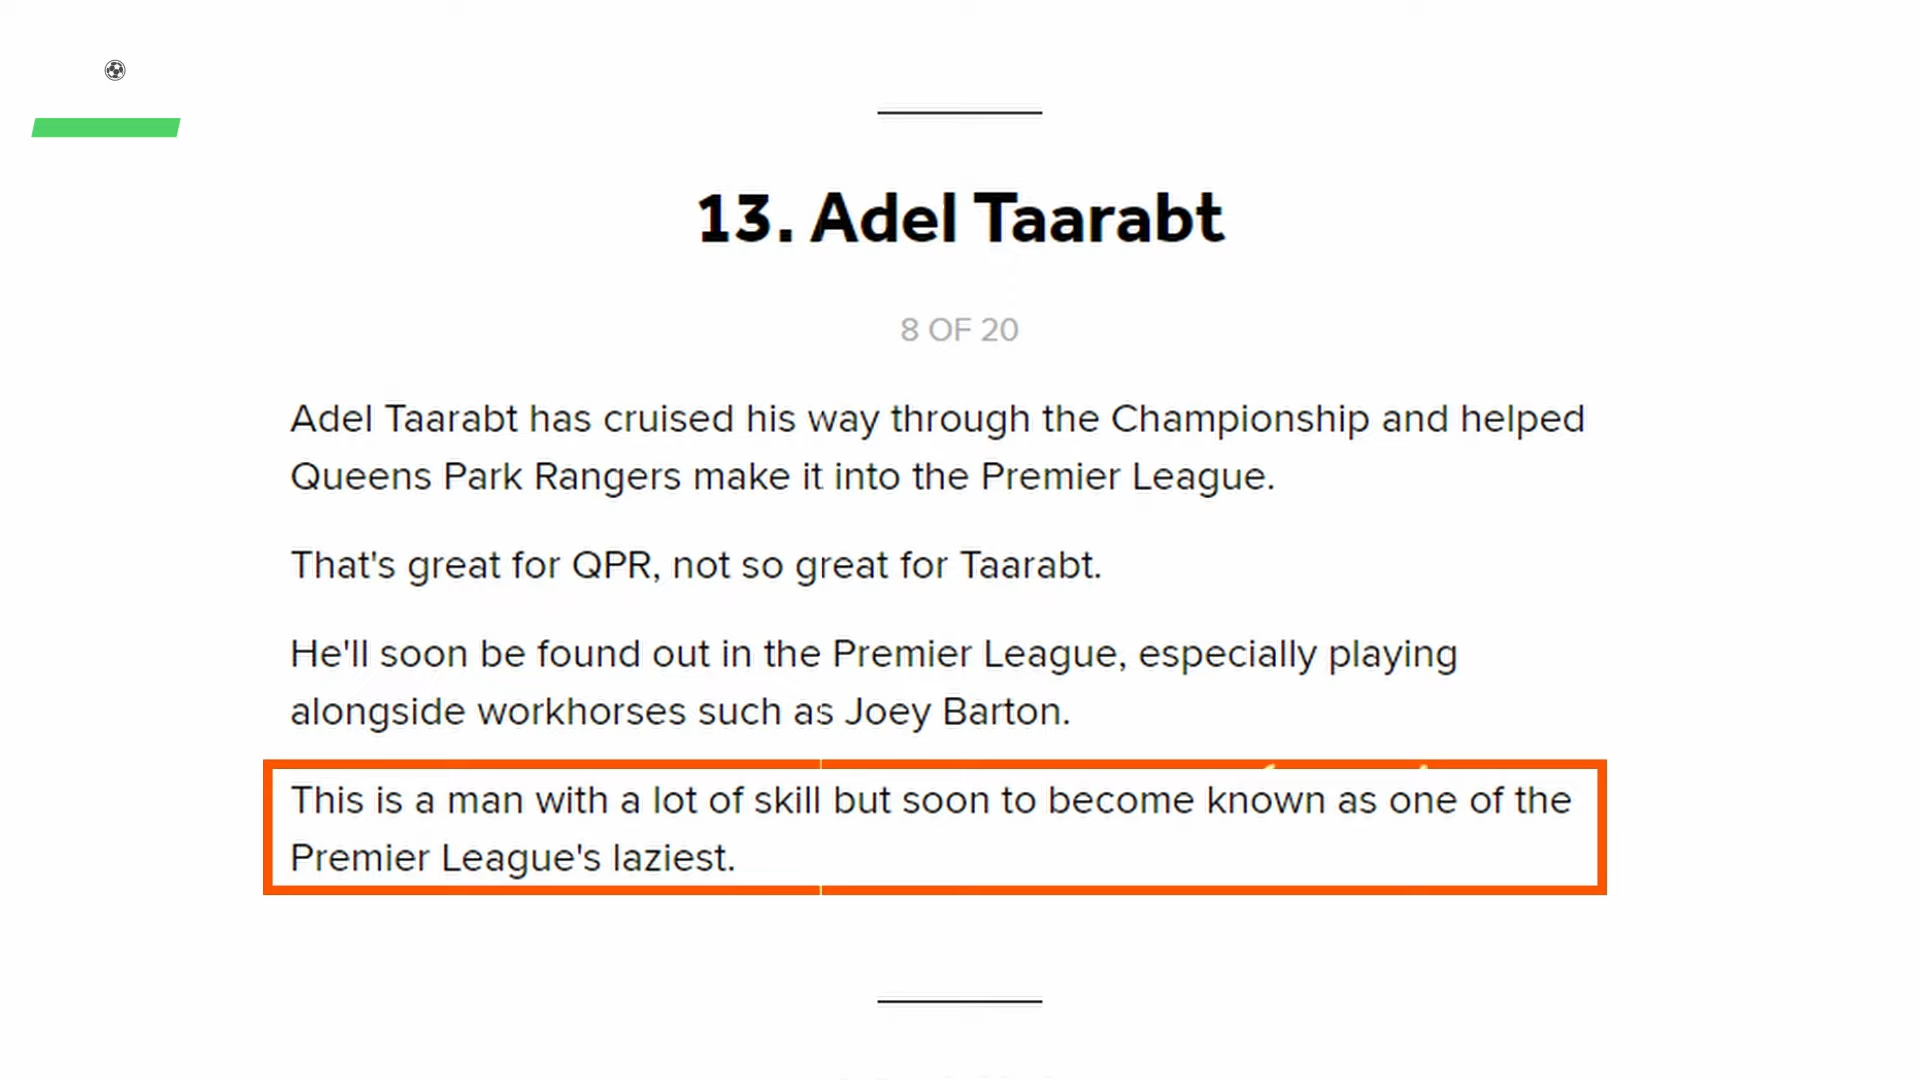 13. Adel Taarabt
8 OF 20
Adel Taarabt has cruised his way through the Championship and helped
Queens Park Rangers make it into the Premier League.
That's great for QPR, not so great for Taarabt.
He'll soon be found out in the Premier League, especially playing
alongside workhorses such as Joey Barton.
This is a man with a lot of skill but soon to become known as one of the
Premier League's laziest.